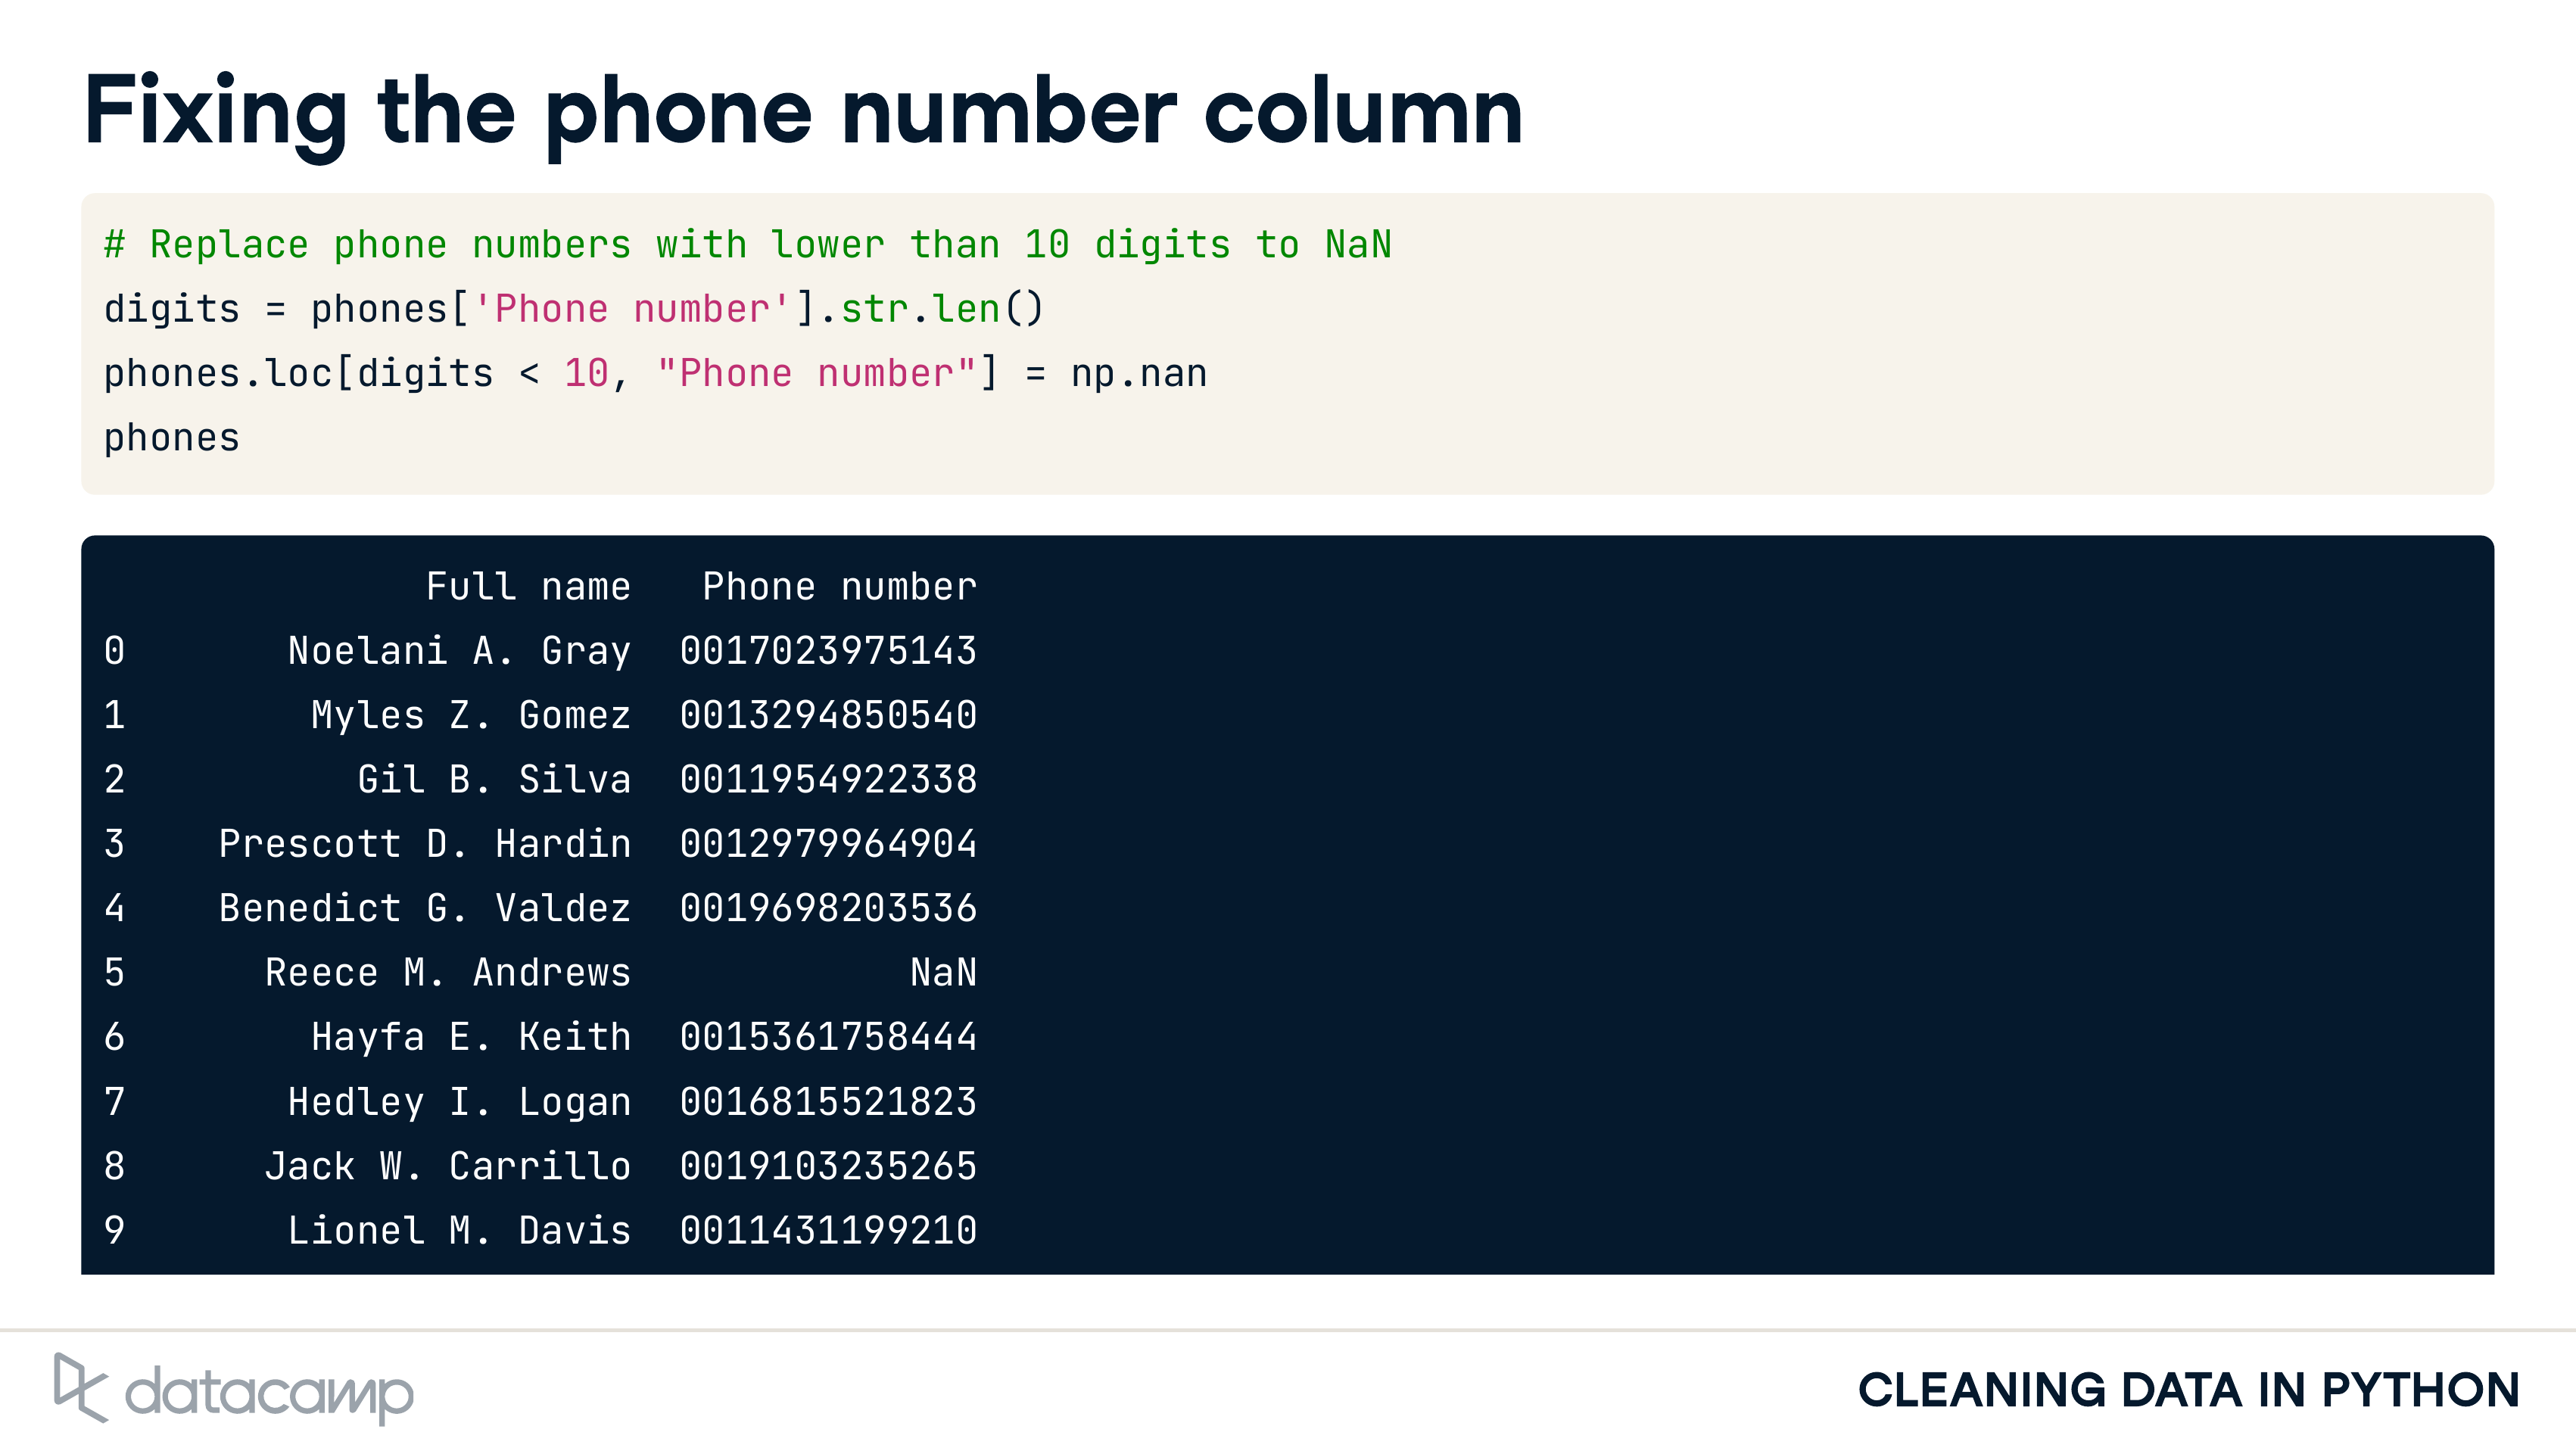 Fixing the phone number column
# Replace phone numbers with lower than 10 digits to NaN
digits = phones['Phone number'].str.len()
phones.loc[digits < 10, "Phone number"] = np.nan
phones
Full name Phone number
0 Noelani A. Gray 0017023975143
1 Myles Z. Gomez 0013294850540
2 Gil B. Silva 0011954922338
3 Prescott D. Hardin 0012979964904
4 Benedict G. Valdez 0019698203536
5 Reece M. Andrews NaN
6 Hayfa E. Keith 0015361758444
7 Hedley I. Logan 0016815521823
8 Jack W. Carrillo 0019103235265
9 Lionel M. Davis 0011431199210
datacamp
CLEANING DATA IN PYTHON